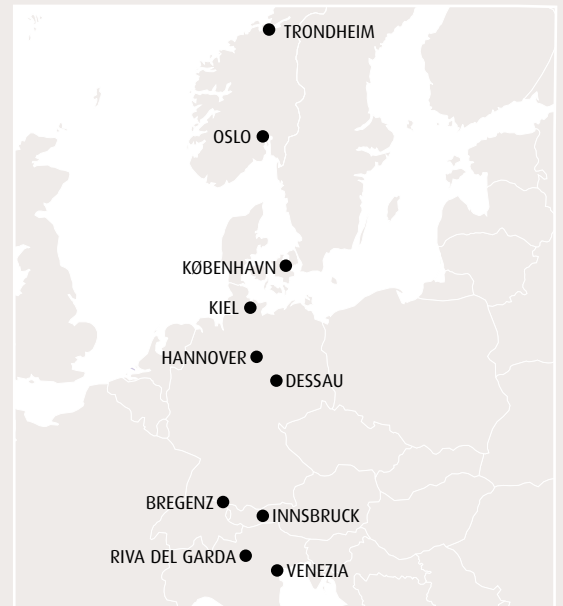 TRONDHEIM
OSLO
KØBENHAVN
KIEL
HANNOVER
DESSAU
BREGENZ
INNSBRUCK
RIVA DEL GARDA
VENEZIA